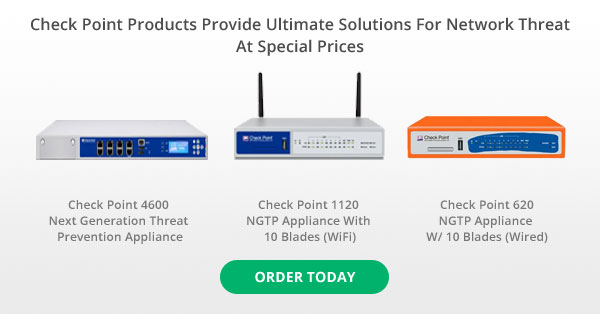 Check Point Products Provide Ultimate Solutions For Network Threat
At Special Prices
Check Point
Check Point
Check Point 4600
Next Generation Threat
Prevention Appliance
Check Point 1120
NGTP Appliance With
10 Blades (WiFi)
Check Point 620
NGTP Appliance
W/ 10 Blades (Wired)
ORDER TODAY